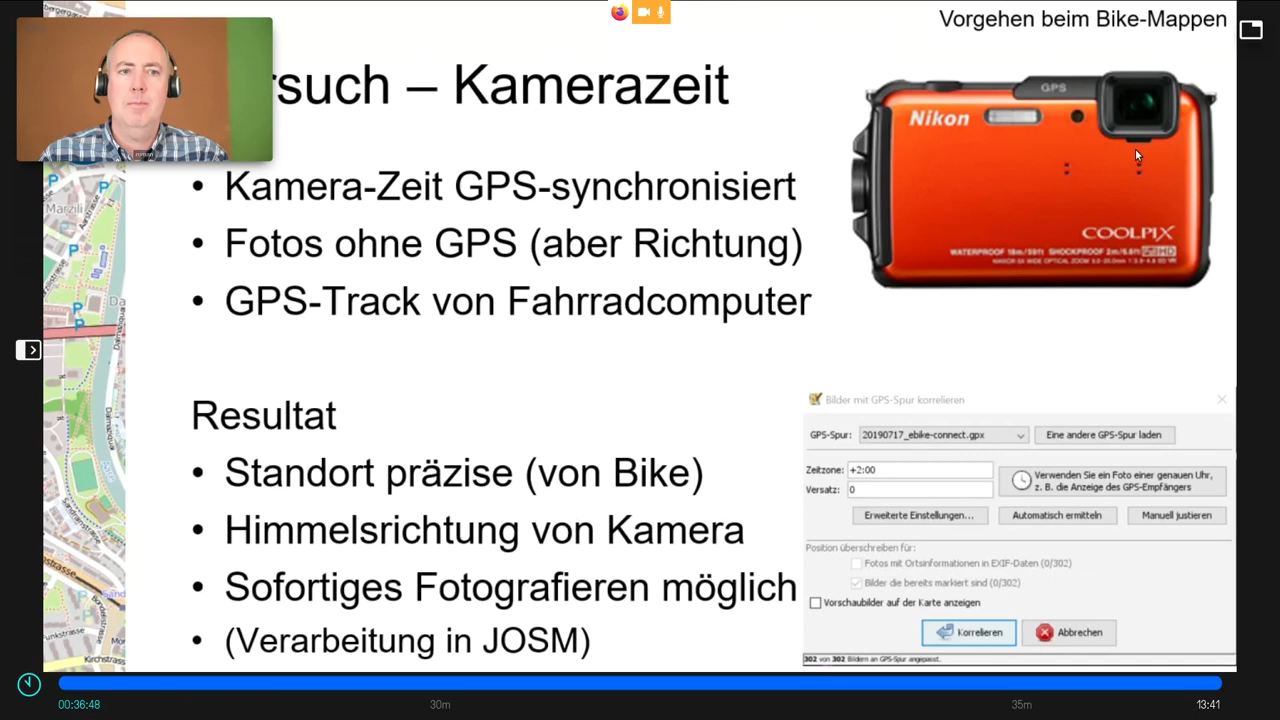 Vorgehen beim Bike-Mappen
such – Kamerazeit
• Kamera-Zeit GPS-synchronisiert
• Fotos ohne GPS (aber Richtung)
• GPS-Track von Fahrradcomputer
GPS
Nikon
COOLPIX
WATERPROOF 18m/59ft SHOCKPROOF 2m/6.6ft
Resultat
• Standort präzise (von Bike)
• Himmelsrichtung von Kamera
• Sofortiges Fotografieren möglich
• (Verarbeitung in JOSM)
Bilder mit GPS-Spur korrelieren
GPS-Spur: 20190717_ebike-connect.gpx Eine andere GPS-Spur laden
Zeitzone: +2:00
Versatz: 0
Verwenden Sie ein Foto einer genauen Uhr,
z. B. die Anzeige des GPS-Empfängers
Erweiterte Einstellungen... Automatisch ermitteln Manuell justieren
Position überschreiben für:
Fotos mit Ortsinformationen in EXIF-Daten (0/302)
Bilder die bereits markiert sind (0/302)
Vorschaubilder auf der Karte anzeigen
Korrelieren Abbrechen
302 von 302 Bildern an GPS-Spur angepasst.
Marzili
Aarstrasse
P
P
P
P
P
Kirchstrass
00:36:48 30m 35m 13:41